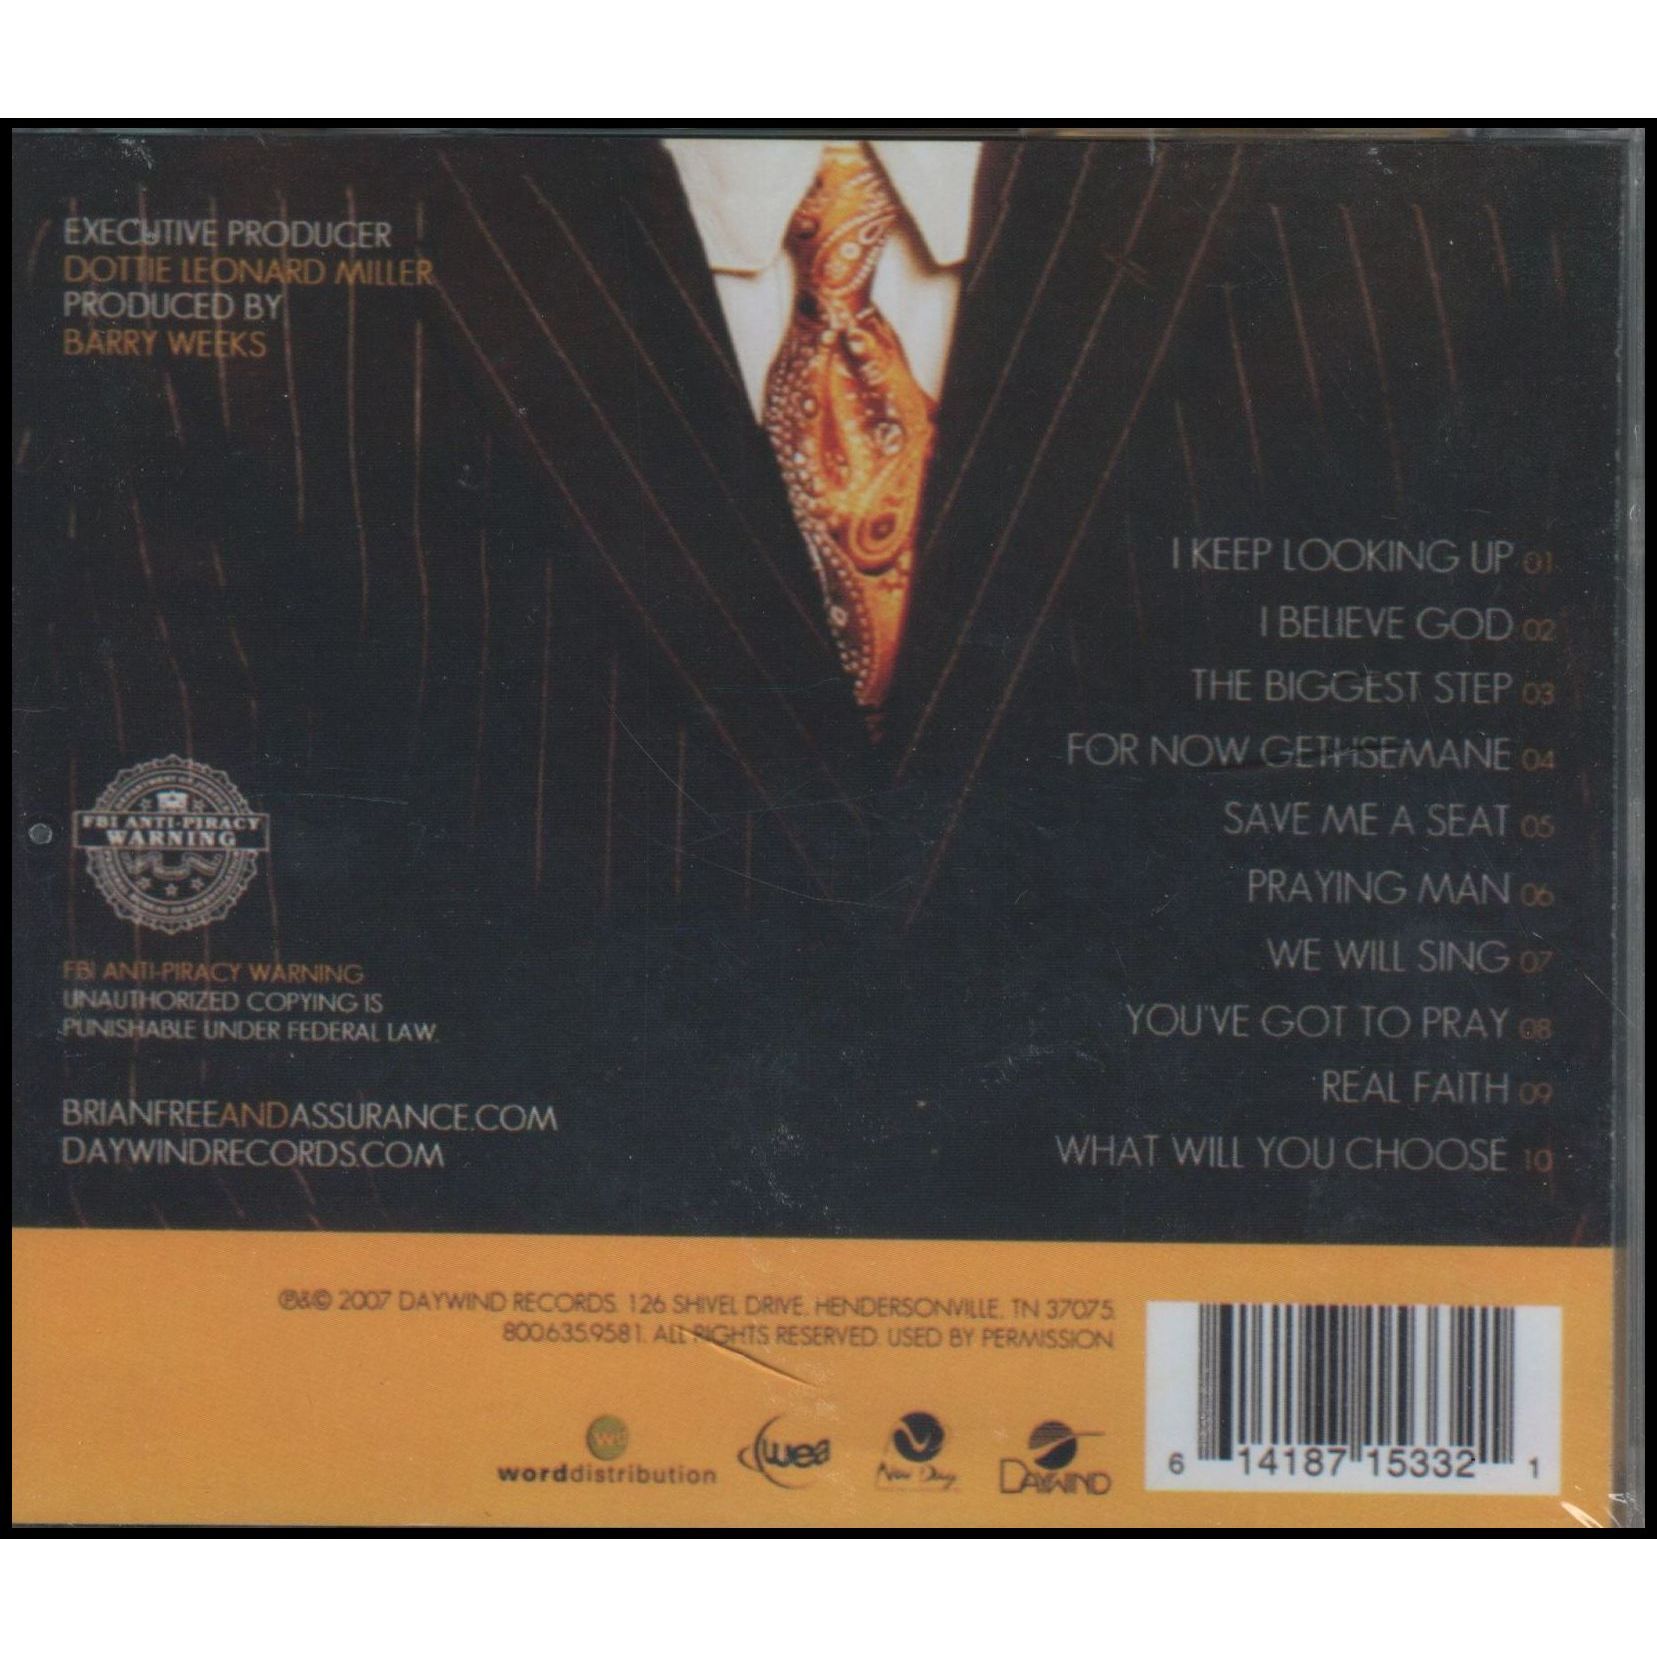 EXECUTIVE PRODUCER
DOTTIE LEONARD MILLER
PRODUCED BY
BARRY WEEKS
I KEEP LOOKING UP 01
I BELIEVE GOD 02
THE BIGGEST STEP 03
FOR NOW GETHSEMANE 04
SAVE ME A SEAT 05
PRAYING MAN 06
WE WILL SING 07
YOU'VE GOT TO PRAY 08
REAL FAITH 09
WHAT WILL YOU CHOOSE 10
FBI ANTI-PIRACY
WARNING
FBI ANTI-PIRACY WARNING
UNAUTHORIZED COPYING IS
PUNISHABLE UNDER FEDERAL LAW.
BRIANFREEANDASSURANCE.COM
DAYWINDRECORDS.COM
℗&© 2007 DAYWIND RECORDS. 126 SHIVEL DRIVE. HENDERSONVILLE, TN 37075.
800.635.9581. ALL RIGHTS RESERVED. USED BY PERMISSION.
worddistribution
wea
New Day
DAYWIND
6 14187 15332 1